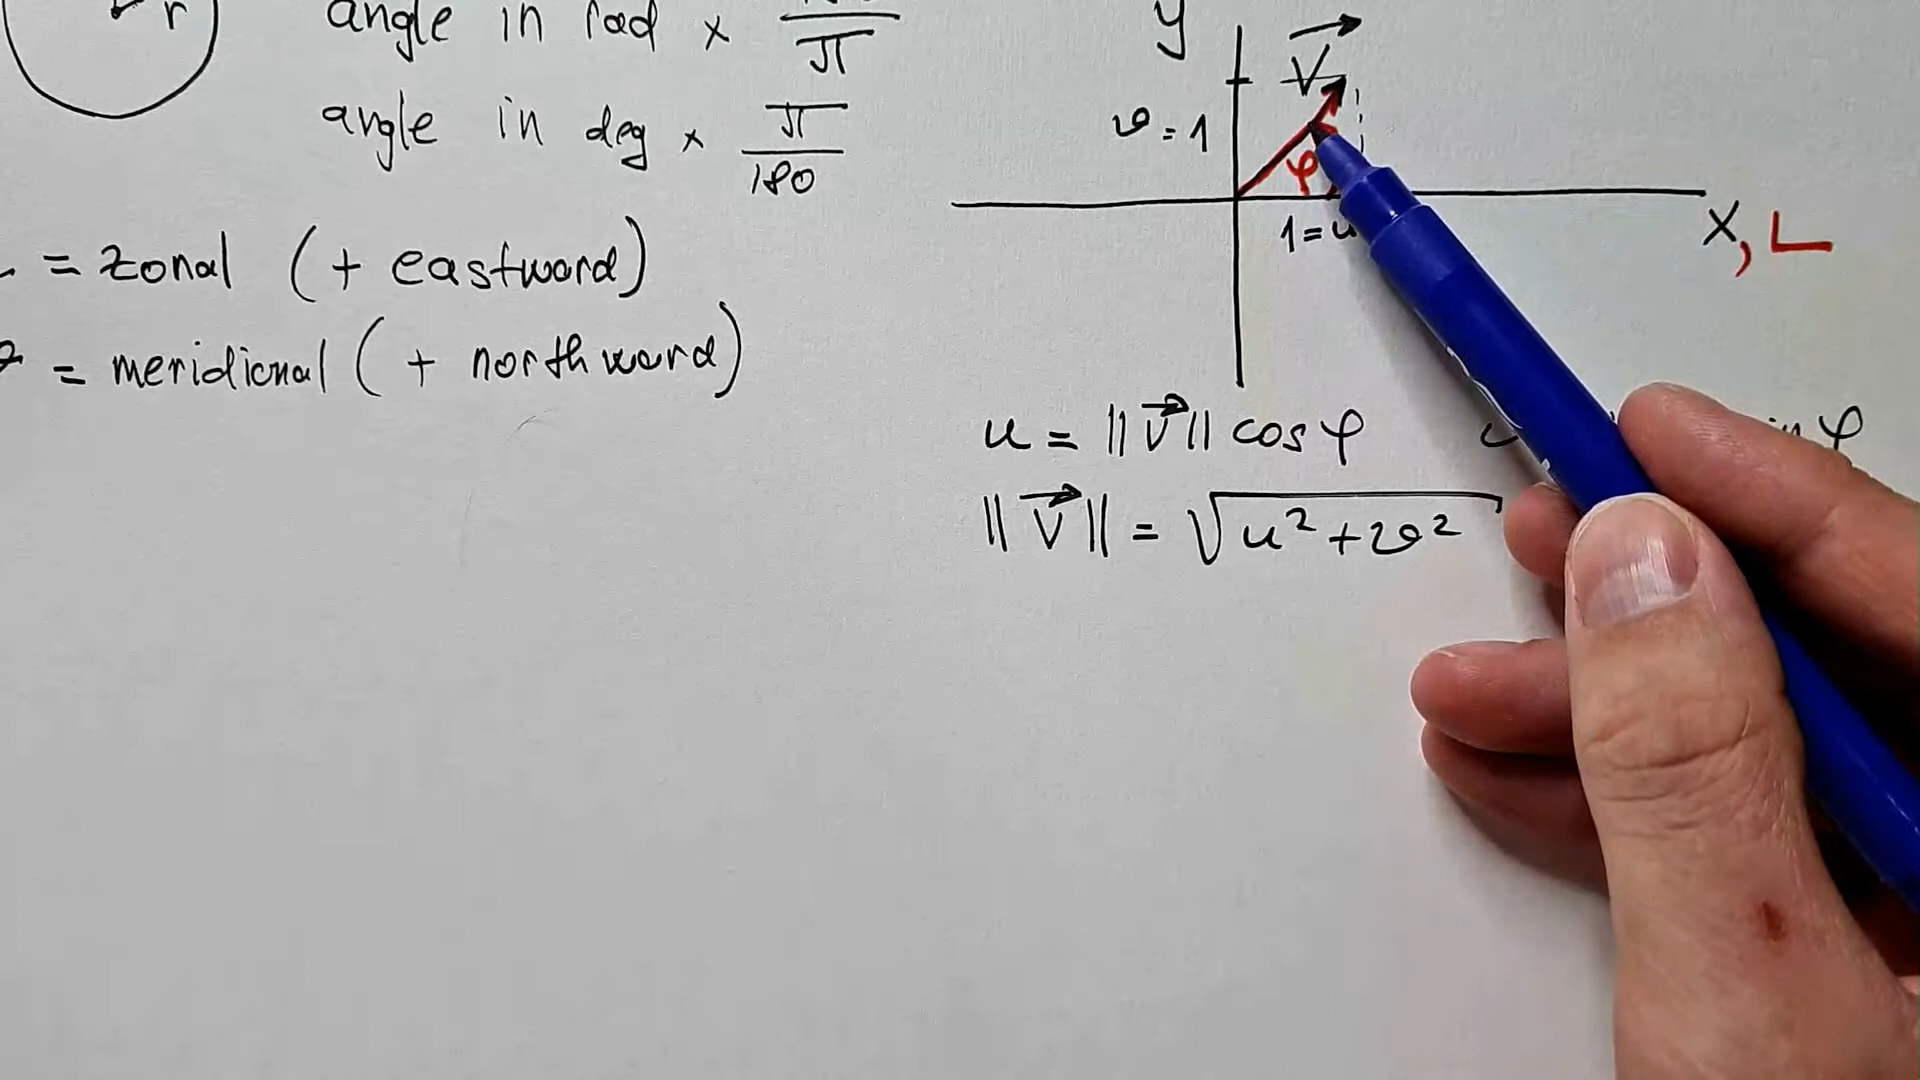 r
angle in rad × /π
angle in deg × π/180
= zonal (+ eastward)
= meridional (+ northward)
y
V
v = 1
φ
1 = u
x, L
u = ||V|| cos φ
φ
||V|| = √u² + v²